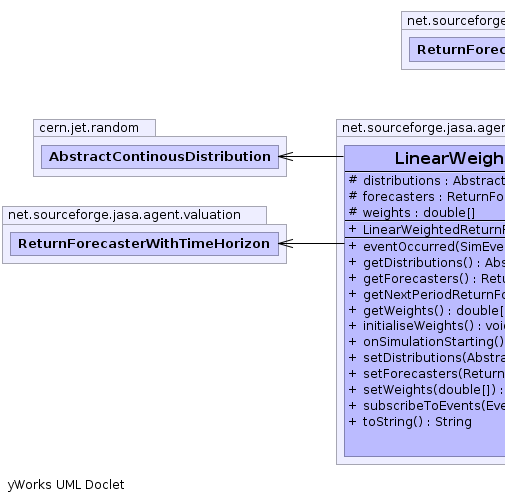 net.sourceforge
ReturnForec
cern.jet.random
AbstractContinousDistribution
net.sourceforge.jasa.agent.valuation
ReturnForecasterWithTimeHorizon
net.sourceforge.jasa.agen
LinearWeigh
# distributions : Abstract
# forecasters : ReturnFo
# weights : double[]
+ LinearWeightedReturnF
+ eventOccurred(SimEve
+ getDistributions() : Abs
+ getForecasters() : Retu
+ getNextPeriodReturnFo
+ getWeights() : double[
+ initialiseWeights() : voi
+ onSimulationStarting()
+ setDistributions(Abstra
+ setForecasters(Return
+ setWeights(double[]) :
+ subscribeToEvents(Eve
+ toString() : String
yWorks UML Doclet